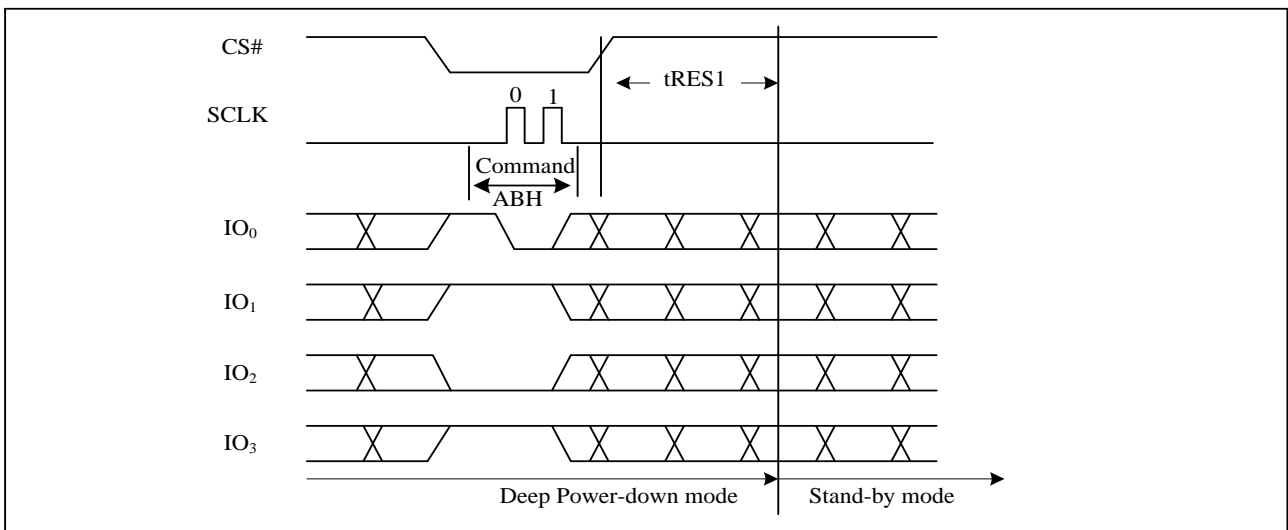 CS#
tRES1
SCLK
0 1
Command
ABH
IO₀
IO₁
IO₂
IO₃
Deep Power-down mode Stand-by mode